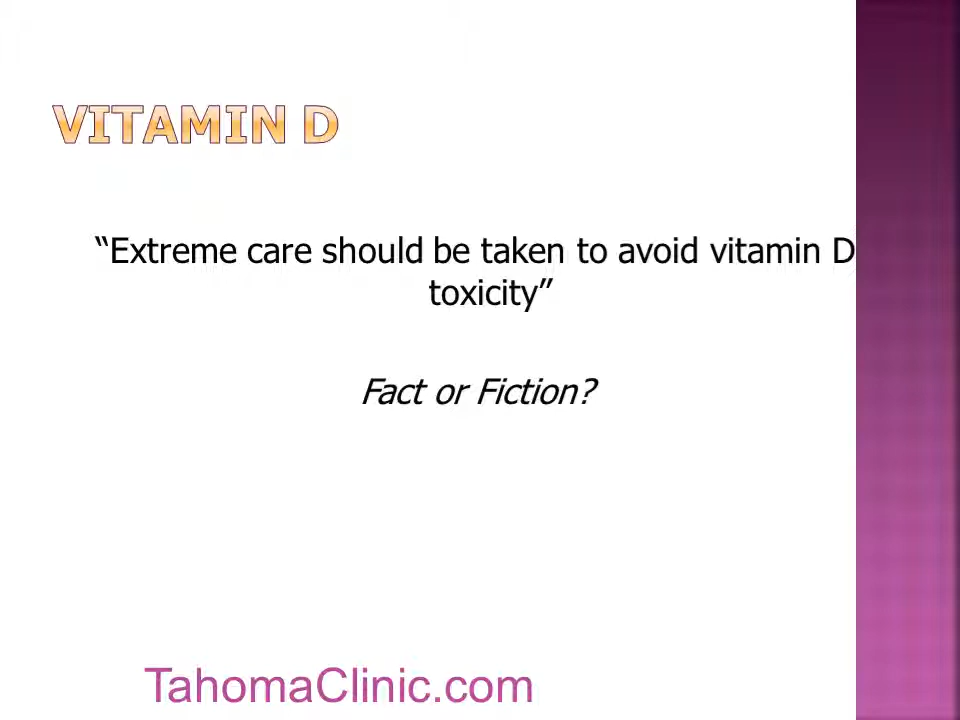 VITAMIN D
“Extreme care should be taken to avoid vitamin D
toxicity”
Fact or Fiction?
TahomaClinic.com